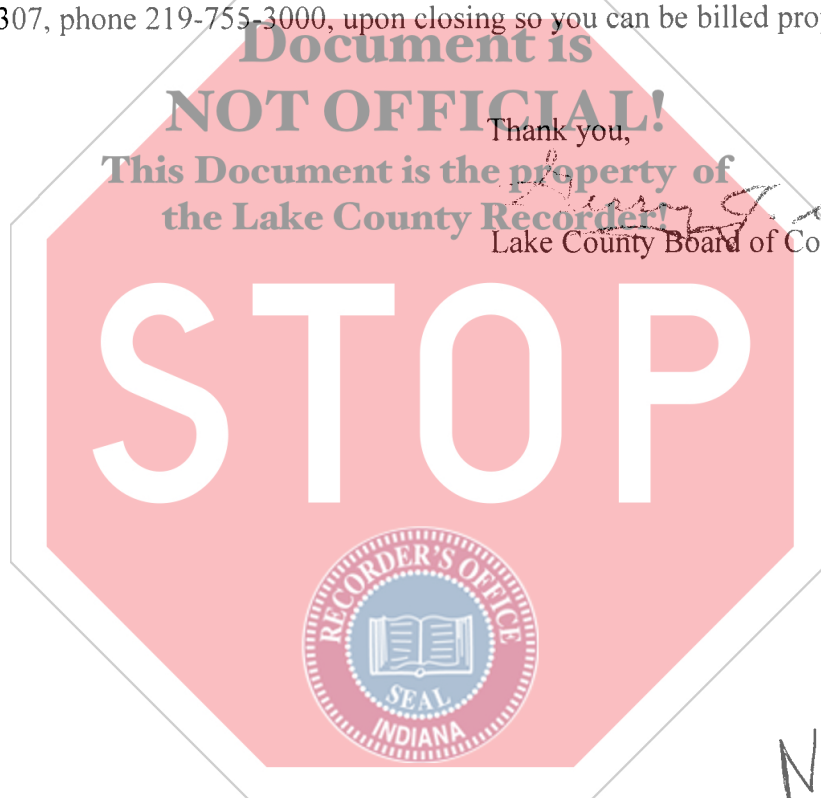 307, phone 219-755-3000, upon closing so you can be billed pro
Document is
NOT OFFICIAL!
Thank you,
This Document is the property of
the Lake County Recorder!
Lake County Board of Co
STOP
RECORDER'S OFFICE
SEAL
INDIANA
N